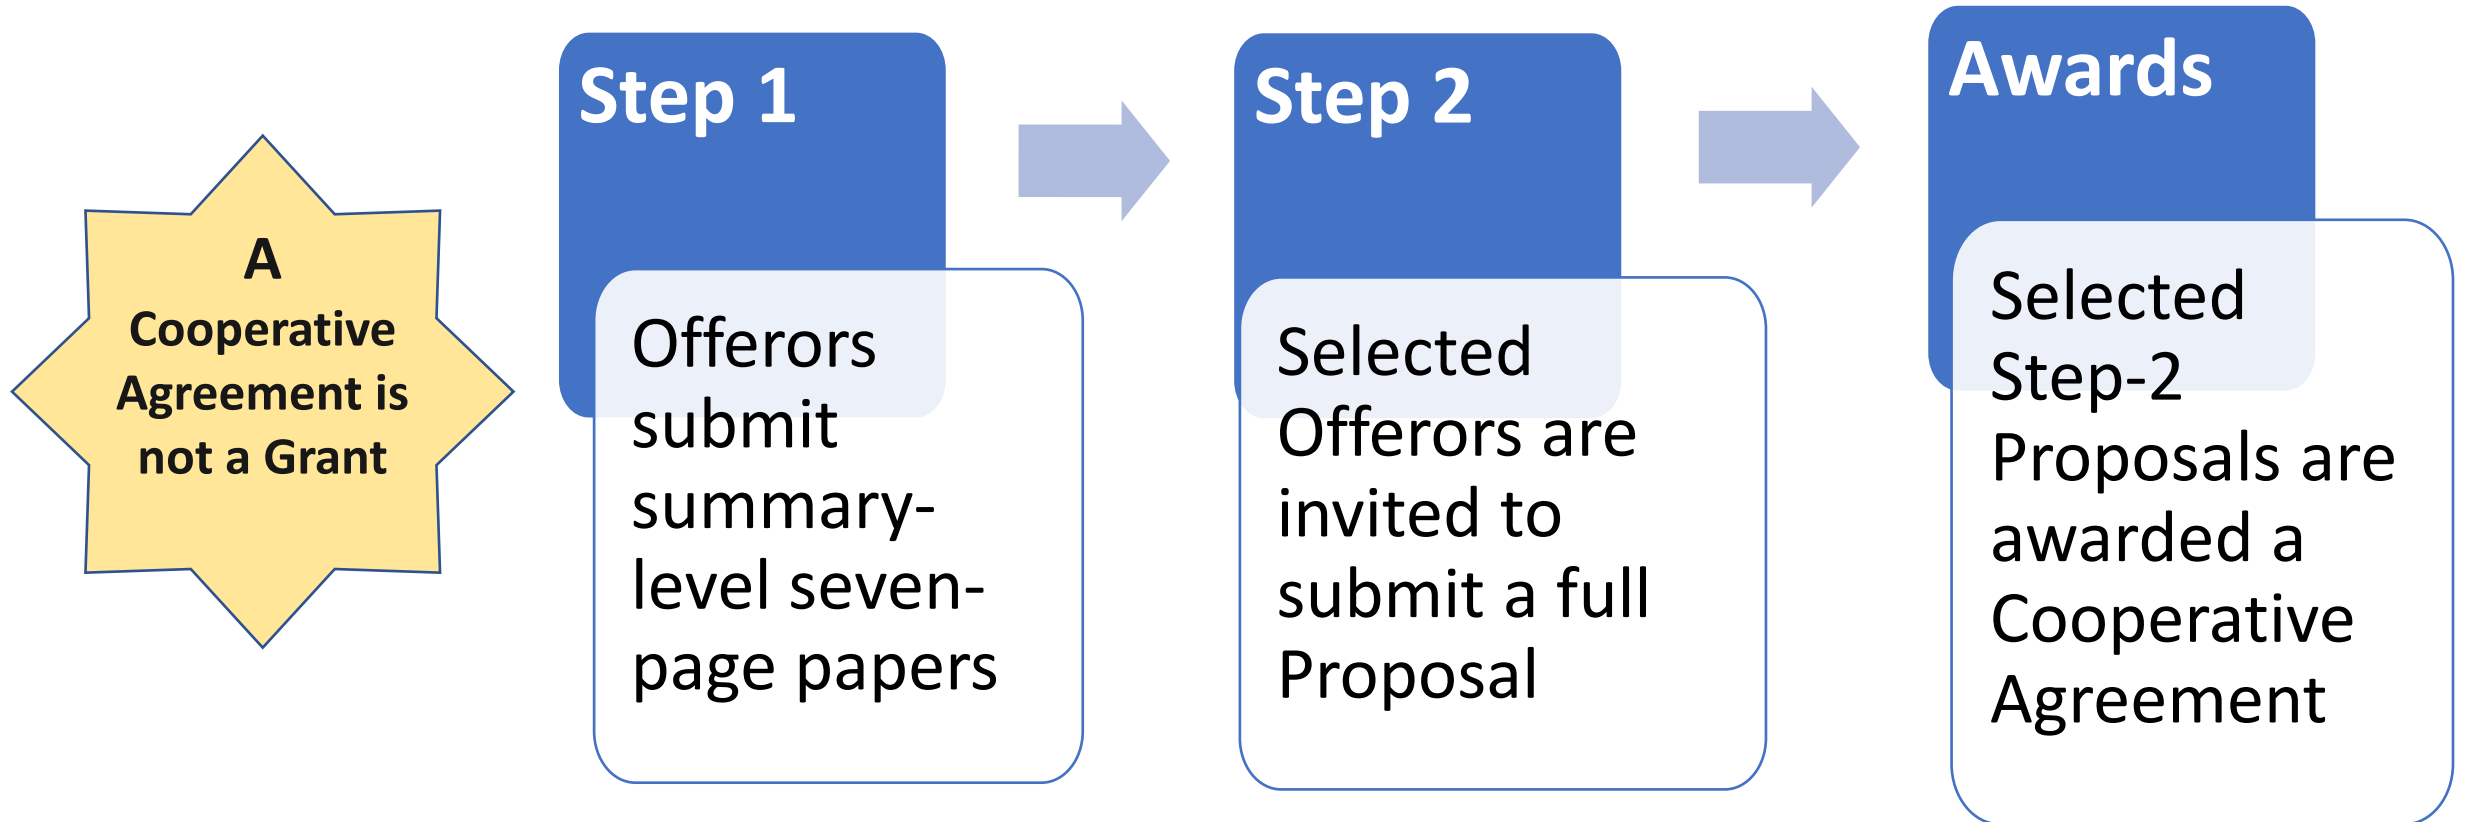 A
Cooperative
Agreement is
not a Grant
Step 1
Offerors
submit
summary-
level seven-
page papers
Step 2
Selected
Offerors are
invited to
submit a full
Proposal
Awards
Selected
Step-2
Proposals are
awarded a
Cooperative
Agreement